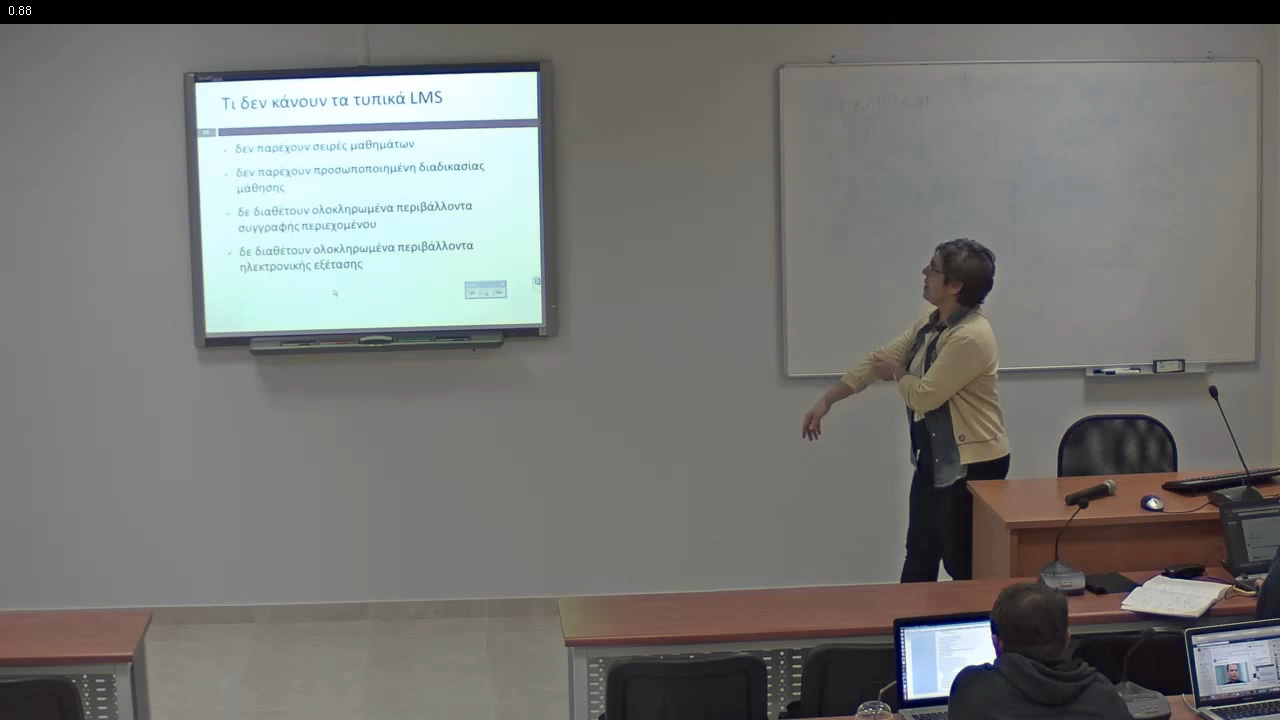 0.88
Τι δεν κάνουν τα τυπικά LMS
δεν παρέχουν σειρές μαθημάτων
δεν παρέχουν προσωποποιημένη διαδικασίας
μάθησης
δε διαθέτουν ολοκληρωμένα περιβάλλοντα
συγγραφής περιεχομένου
δε διαθέτουν ολοκληρωμένα περιβάλλοντα
ηλεκτρονικής εξέτασης